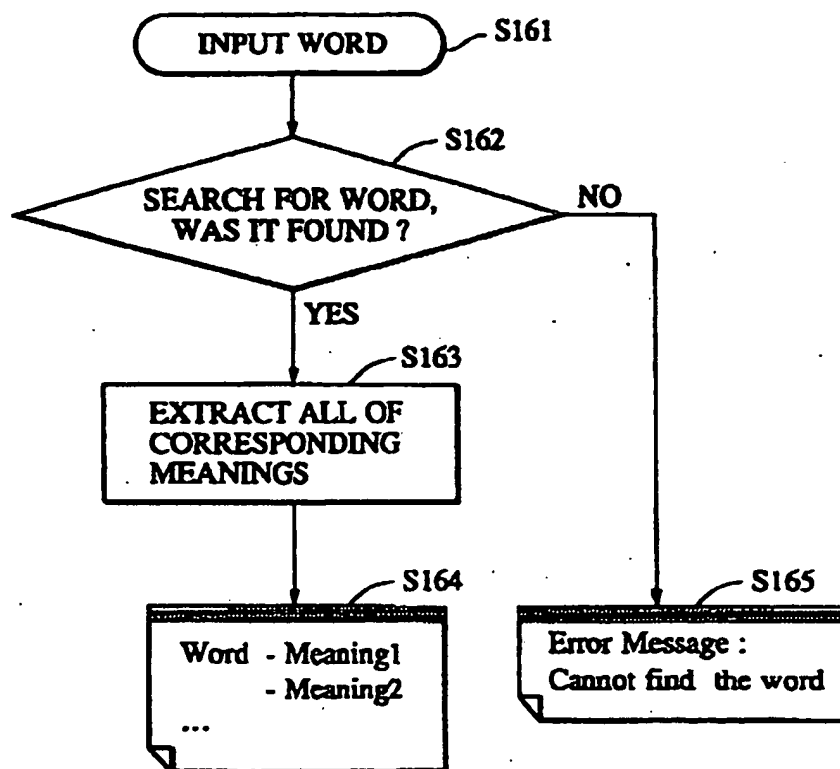 INPUT WORD
S161
S162
SEARCH FOR WORD,
WAS IT FOUND ?
NO
YES
S163
EXTRACT ALL OF
CORRESPONDING
MEANINGS
S164
Word - Meaning1
- Meaning2
...
S165
Error Message :
Cannot find the word